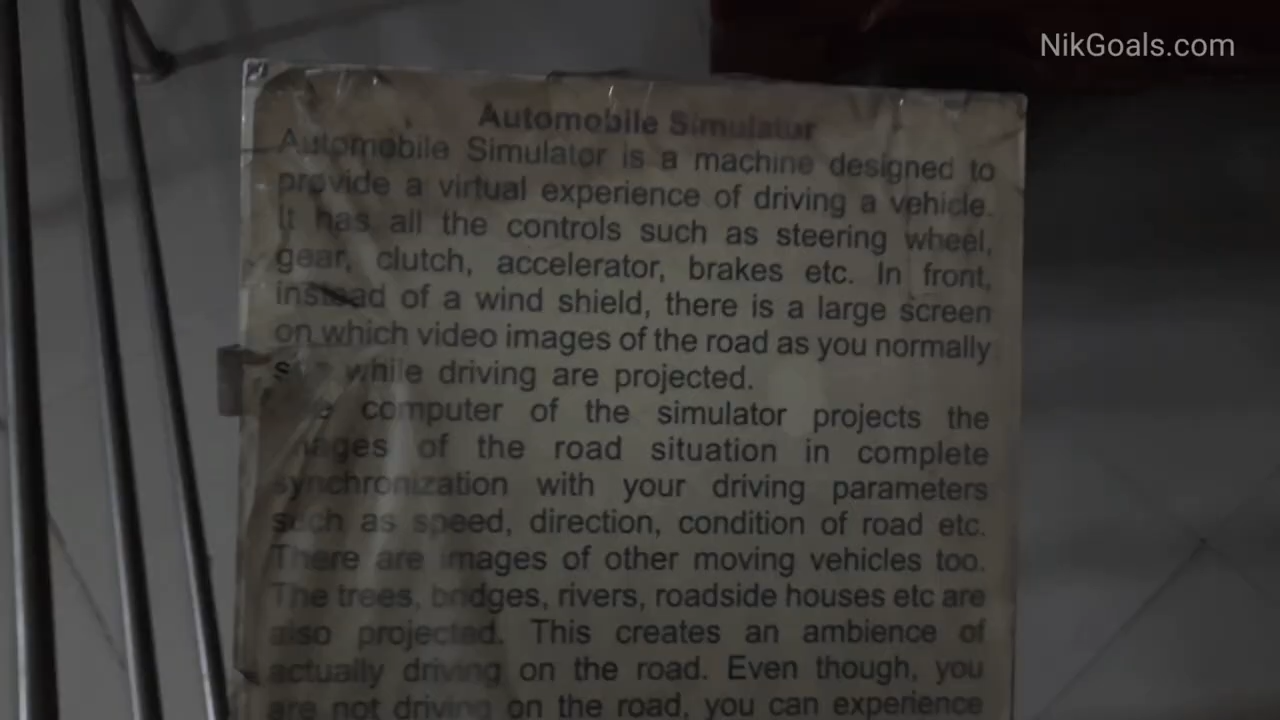 NikGoals.com
Automobile Simulator
Automobile Simulator is a machine designed to
provide a virtual experience of driving a vehicle.
It has all the controls such as steering wheel,
gear, clutch, accelerator, brakes etc. In front,
instead of a wind shield, there is a large screen
on which video images of the road as you normally
while driving are projected.
computer of the simulator projects the
images of the road situation in complete
synchronization with your driving parameters
such as speed, direction, condition of road etc.
There are images of other moving vehicles too.
The trees, bridges, rivers, roadside houses etc are
also projected. This creates an ambience of
actually driving on the road. Even though, you
are not driving on the road, you can experience